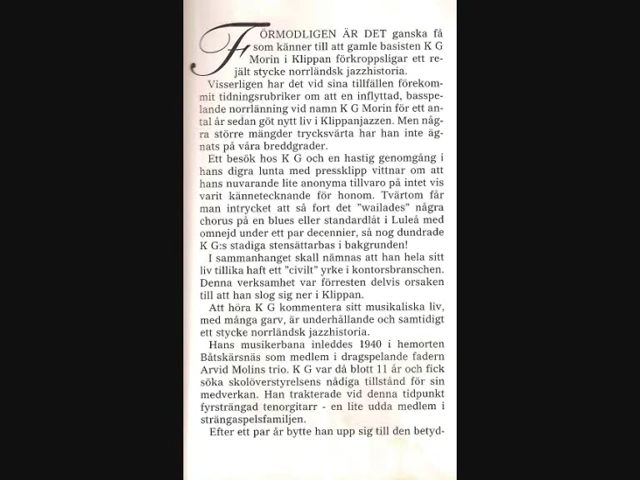 FÖRMODLIGEN ÄR DET ganska få
som känner till att gamle basisten K G
Morin i Klippan förkroppsligar ett re-
jält stycke norrländsk jazzhistoria.
Visserligen har det vid sina tillfällen förekom-
mit tidningsrubriker om att en inflyttad, basspe-
lande norrlänning vid namn K G Morin för ett an-
tal år sedan göt nytt liv i Klippanjazzen. Men någ-
ra större mängder trycksvärta har han inte äg-
nats på våra breddgrader.
Ett besök hos K G och en hastig genomgång i
hans digra lunta med pressklipp vittnar om att
hans nuvarande lite anonyma tillvaro på intet vis
varit kännetecknande för honom. Tvärtom får
man intrycket att så fort det "wailades" några
chorus på en blues eller standardlåt i Luleå med
omnejd under ett par decennier, så nog dundrade
K G:s stadiga stensättarbas i bakgrunden!
I sammanhanget skall nämnas att han hela sitt
liv tillika haft ett "civilt" yrke i kontorsbranschen.
Denna verksamhet var förresten delvis orsaken
till att han slog sig ner i Klippan.
Att höra K G kommentera sitt musikaliska liv,
med många garv, är underhållande och samtidigt
ett stycke norrländsk jazzhistoria.
Hans musikerbana inleddes 1940 i hemorten
Båtskärsnäs som medlem i dragspelande fadern
Arvid Molins trio. K G var då blott 11 år och fick
söka skolöverstyrelsens nådiga tillstånd för sin
medverkan. Han trakterade vid denna tidpunkt
fyrsträngad tenorgitarr - en lite udda medlem i
strängaspelsfamiljen.
Efter ett par år bytte han upp sig till den betyd-